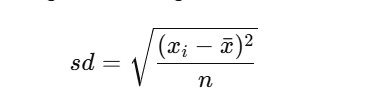 sd = √((xᵢ − x̄)² / n)